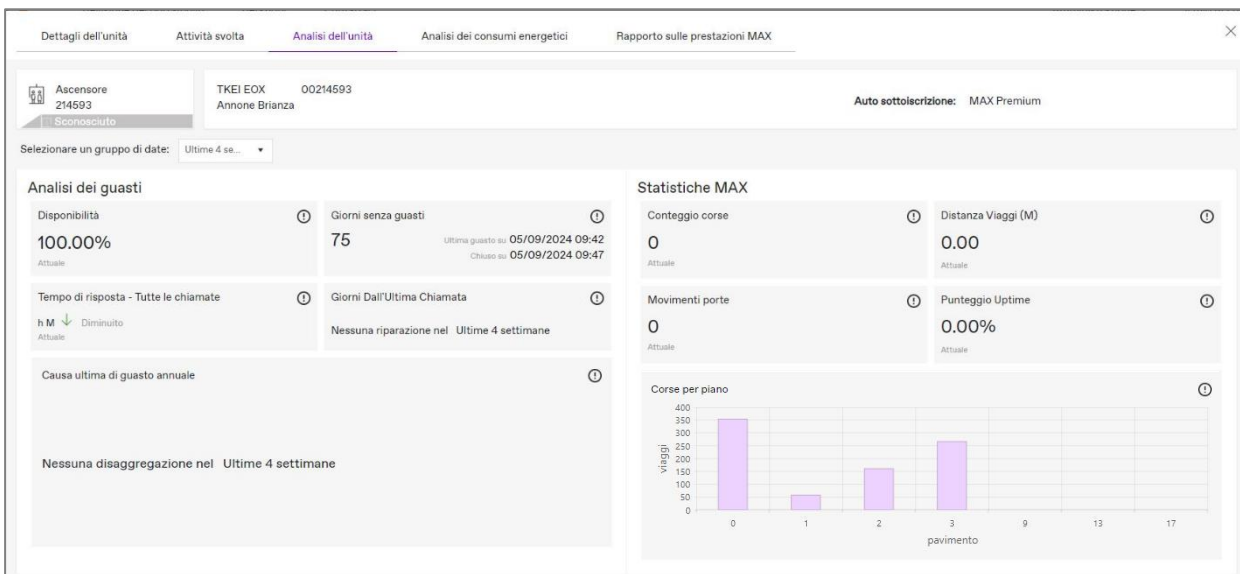 Dettagli dell'unità Attività svolta Analisi dell'unità Analisi dei consumi energetici Rapporto sulle prestazioni MAX
Ascensore
214593
Sconosciuto
TKEI EOX 00214593
Annone Brianza
Auto sottoiscrizione: MAX Premium
Selezionare un gruppo di date: Ultime 4 se...
Analisi dei guasti
Disponibilità
100.00%
Attuale
Giorni senza guasti
75
Ultima guasto su 05/09/2024 09:42
Chiuso su 05/09/2024 09:47
Tempo di risposta - Tutte le chiamate
h M Diminuito
Attuale
Giorni Dall'Ultima Chiamata
Nessuna riparazione nel Ultime 4 settimane
Causa ultima di guasto annuale
Nessuna disaggregazione nel Ultime 4 settimane
Statistiche MAX
Conteggio corse
0
Attuale
Distanza Viaggi (M)
0.00
Attuale
Movimenti porte
0
Attuale
Punteggio Uptime
0.00%
Attuale
Corse per piano
viaggi
400
350
300
250
200
150
100
50
0
0 1 2 3 9 13 17
pavimento